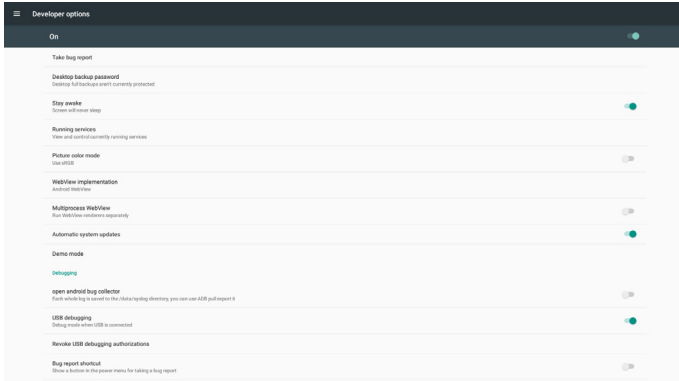 Developer options
On
Take bug report
Desktop backup password
Desktop full backups aren't currently protected
Stay awake
Screen will never sleep
Running services
View and control currently running services
Picture color mode
Use sRGB
WebView implementation
Android WebView
Multiprocess WebView
Run WebView renderers separately
Automatic system updates
Demo mode
Debugging
open android bug collector
Each whole log is saved to the /data/syslog directory, you can use ADB pull export it
USB debugging
Debug mode when USB is connected
Revoke USB debugging authorizations
Bug report shortcut
Show a button in the power menu for taking a bug report